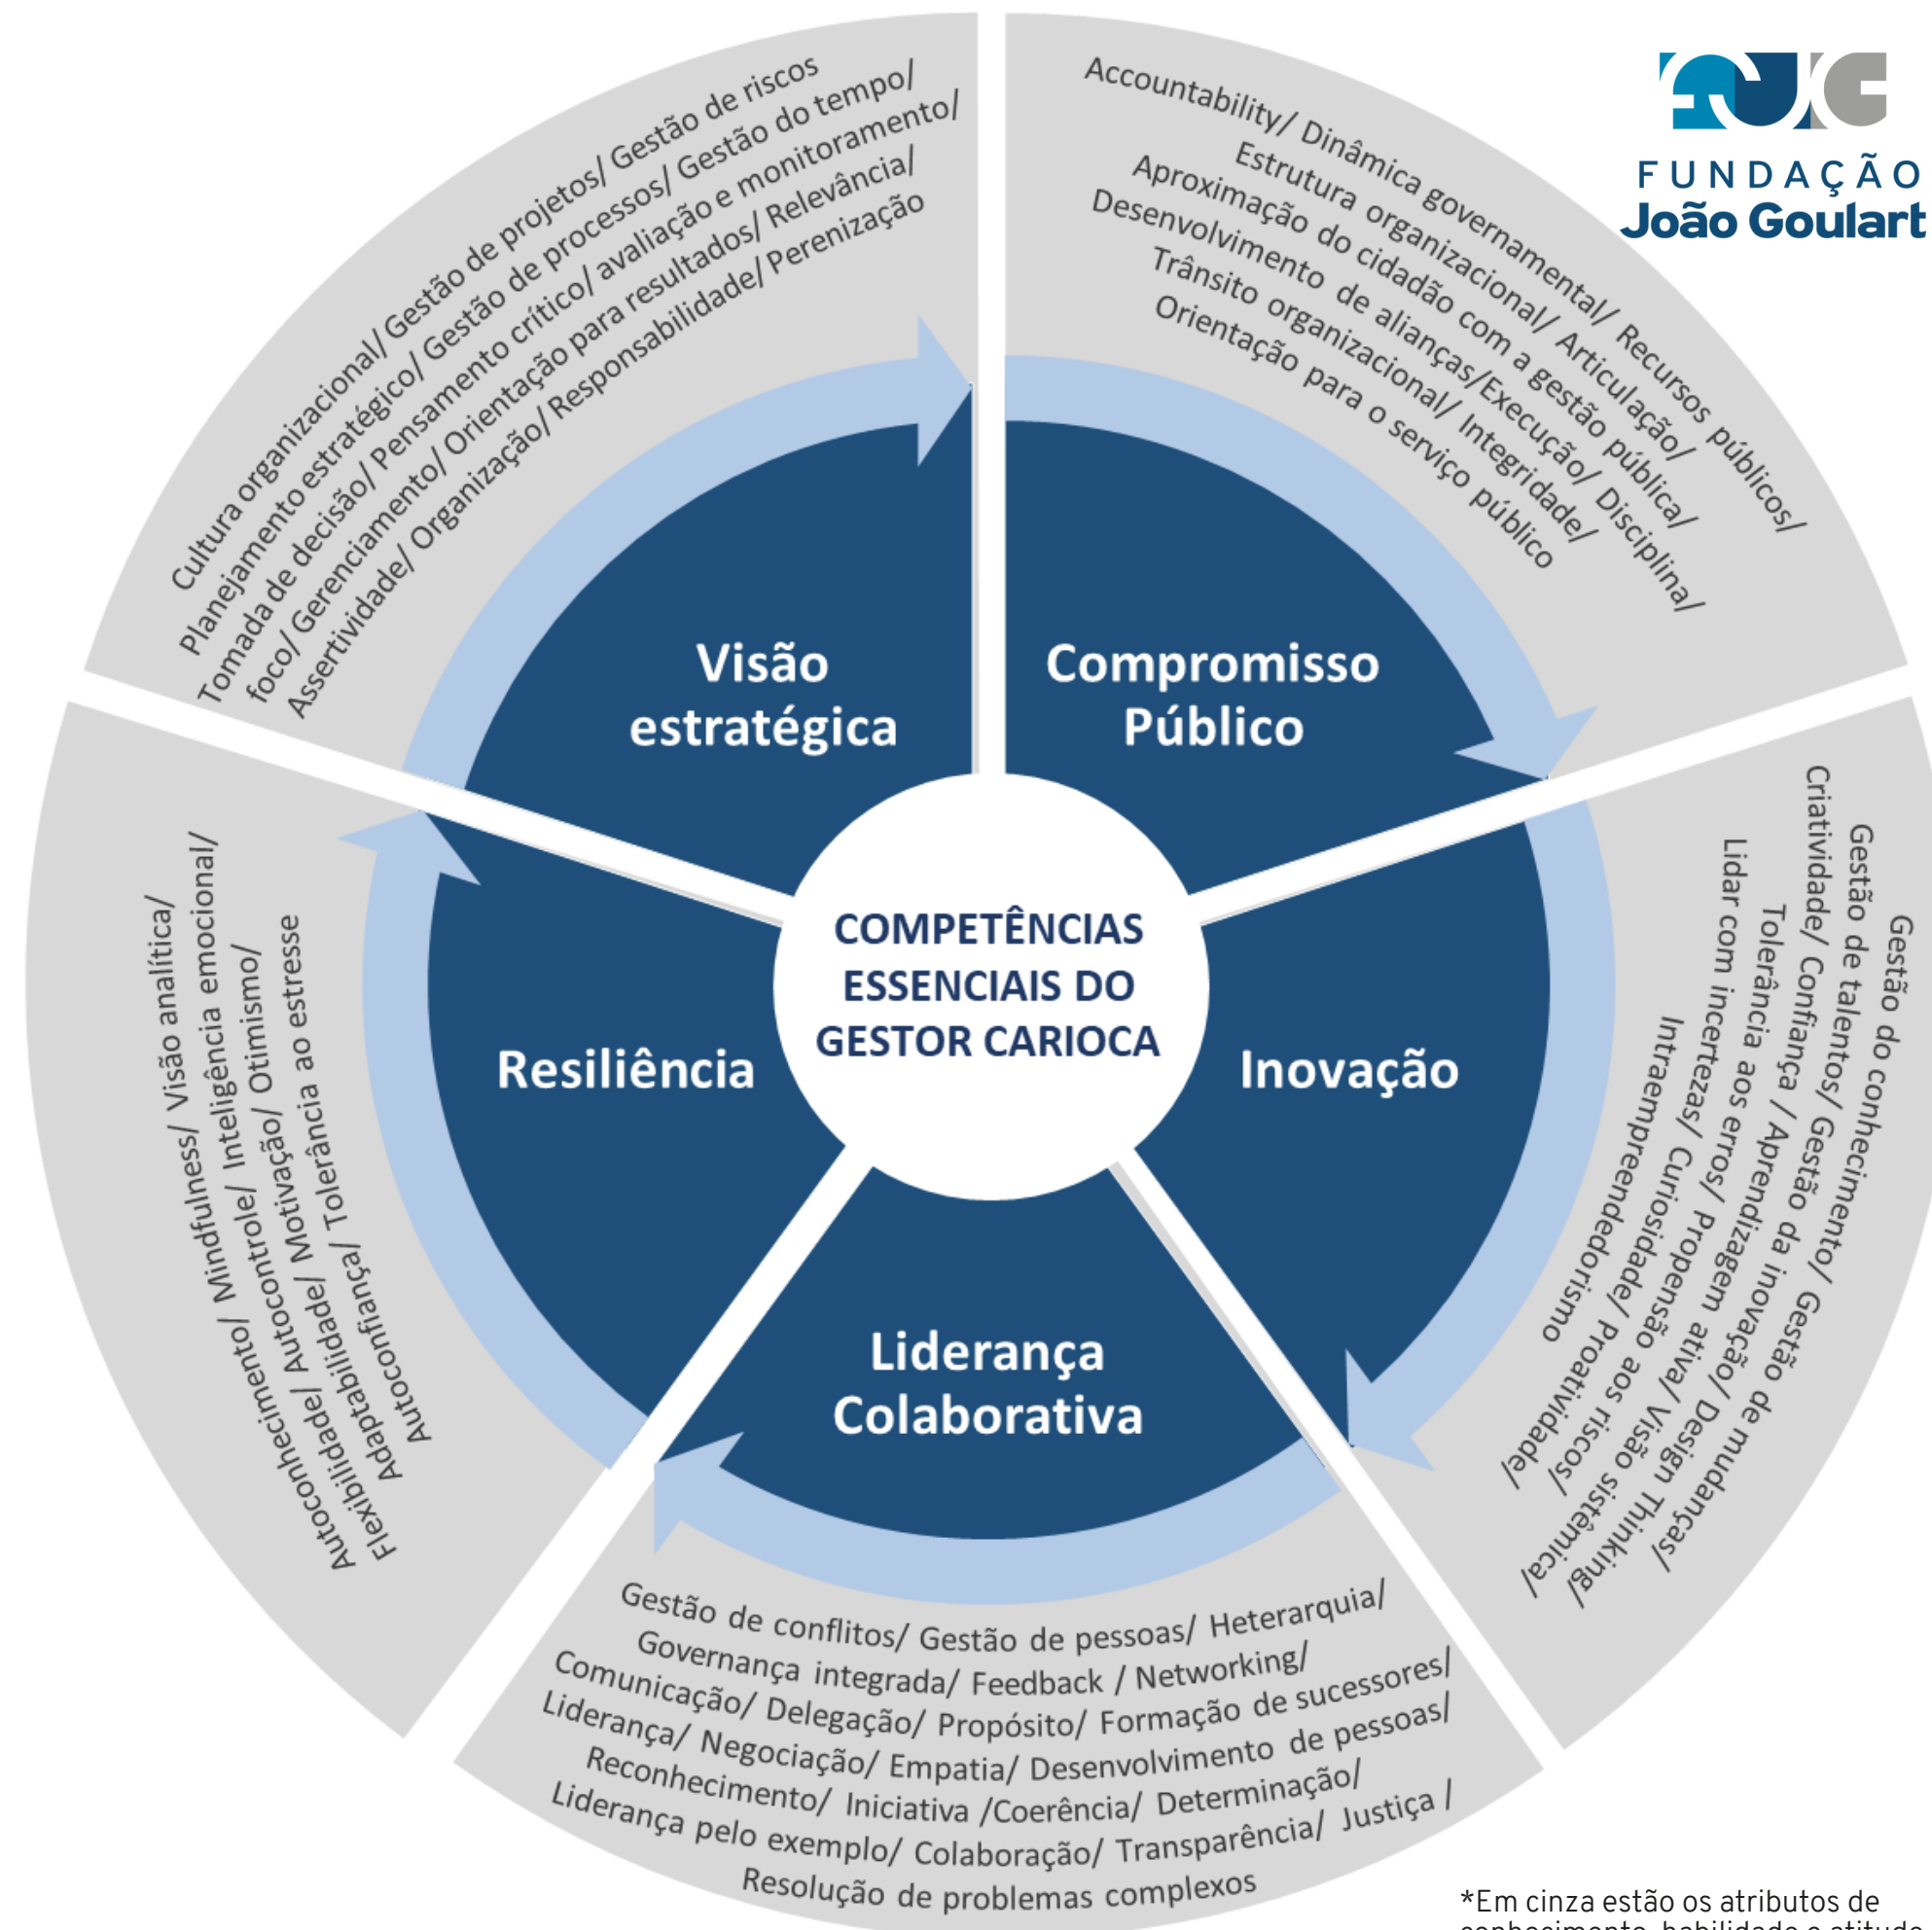 FUNDAÇÃO
João Goulart
Cultura organizacional/ Gestão de projetos/ Gestão de riscos
Planejamento estratégico/ Gestão de processos/ Gestão do tempo/
Tomada de decisão/ Pensamento crítico/ avaliação e monitoramento/
foco/ Gerenciamento/ Orientação para resultados/ Relevância/
Assertividade/ Organização/ Responsabilidade/ Perenização
Accountability/ Dinâmica governamental/ Recursos públicos/
Estrutura organizacional/ Articulação/
Aproximação do cidadão com a gestão pública/
Desenvolvimento de alianças/Execução/ Disciplina/
Trânsito organizacional/ Integridade/
Orientação para o serviço público
Visão
estratégica
Compromisso
Público
COMPETÊNCIAS
ESSENCIAIS DO
GESTOR CARIOCA
Resiliência
Inovação
Liderança
Colaborativa
Gestão do conhecimento/ Gestão de mudanças/
Gestão de talentos/ Gestão da inovação/ Design Thinking/
Criatividade/ Confiança / Aprendizagem ativa/ Visão sistêmica/
Tolerância aos erros/ Propensão aos riscos/
Lidar com incertezas/ Curiosidade/ Proatividade/
Intraempreendedorismo
Autoconhecimento/ Mindfulness/ Visão analítica/
Flexibilidade/ Autocontrole/ Inteligência emocional/
Adaptabilidade/ Motivação/ Otimismo/
Autoconfiança/ Tolerância ao estresse
Gestão de conflitos/ Gestão de pessoas/ Heterarquia/
Governança integrada/ Feedback / Networking/
Comunicação/ Delegação/ Propósito/ Formação de sucessores/
Liderança/ Negociação/ Empatia/ Desenvolvimento de pessoas/
Reconhecimento/ Iniciativa /Coerência/ Determinação/
Liderança pelo exemplo/ Colaboração/ Transparência/ Justiça /
Resolução de problemas complexos
*Em cinza estão os atributos de
conhecimento, habilidade e atitude